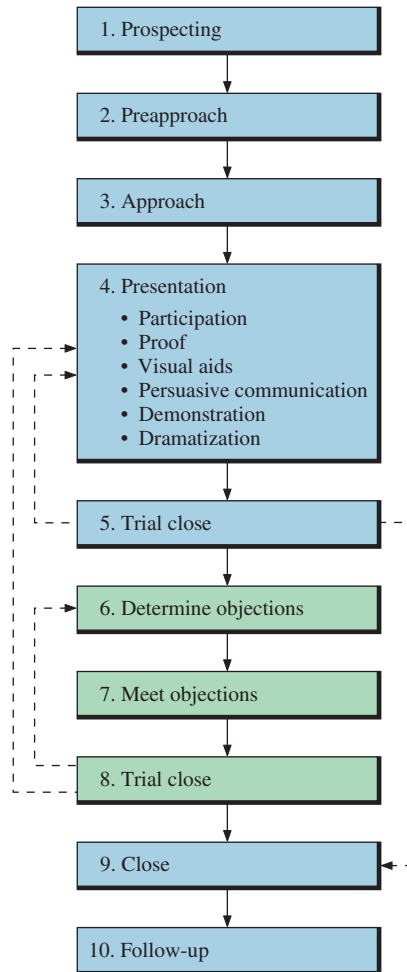 1. Prospecting
2. Preapproach
3. Approach
4. Presentation
• Participation
• Proof
• Visual aids
• Persuasive communication
• Demonstration
• Dramatization
5. Trial close
6. Determine objections
7. Meet objections
8. Trial close
9. Close
10. Follow-up